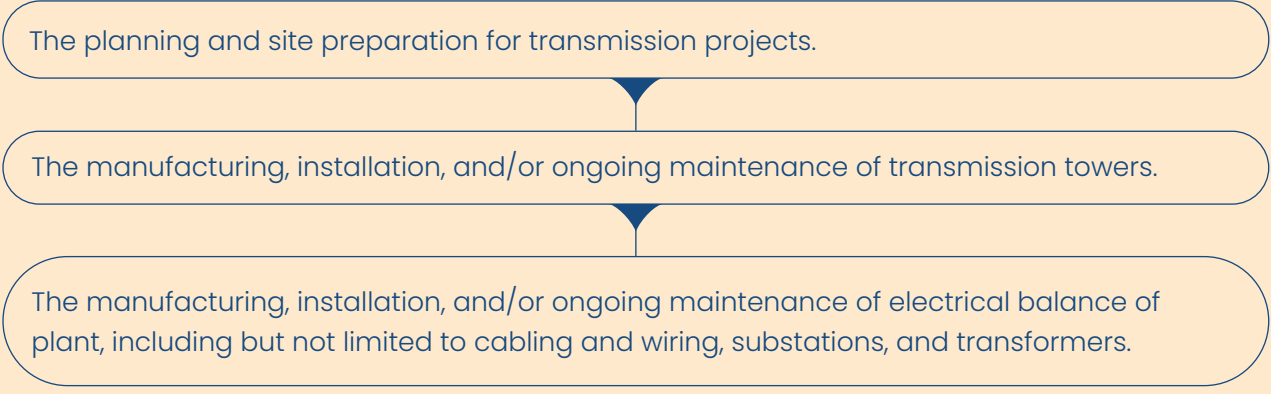 The planning and site preparation for transmission projects.
The manufacturing, installation, and/or ongoing maintenance of transmission towers.
The manufacturing, installation, and/or ongoing maintenance of electrical balance of
plant, including but not limited to cabling and wiring, substations, and transformers.